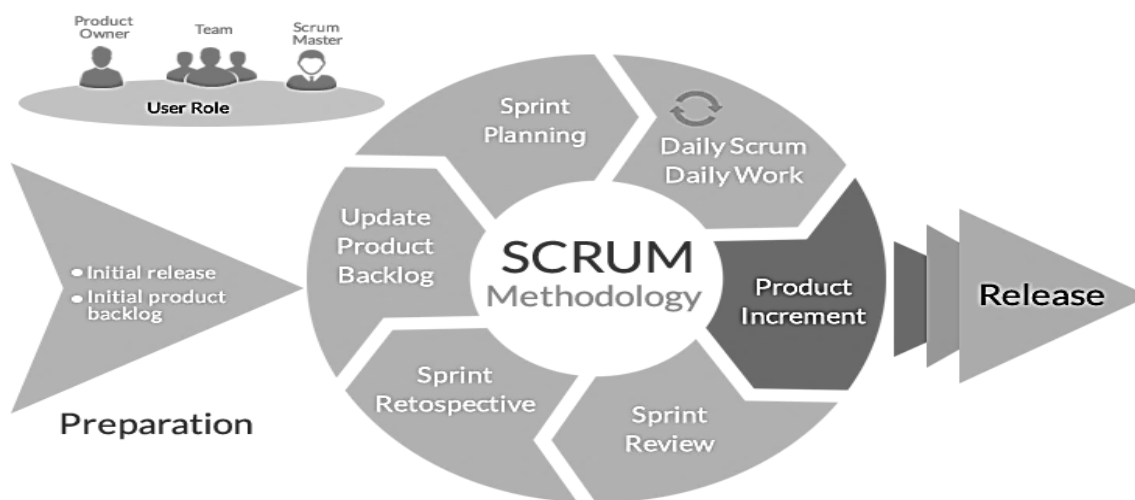 Product
Owner
Team
Scrum
Master
User Role
Sprint
Planning
Daily Scrum
Daily Work
Update
Product
Backlog
SCRUM
Methodology
Product
Increment
Release
• Initial release
• Initial product
backlog
Sprint
Retospective
Sprint
Review
Preparation